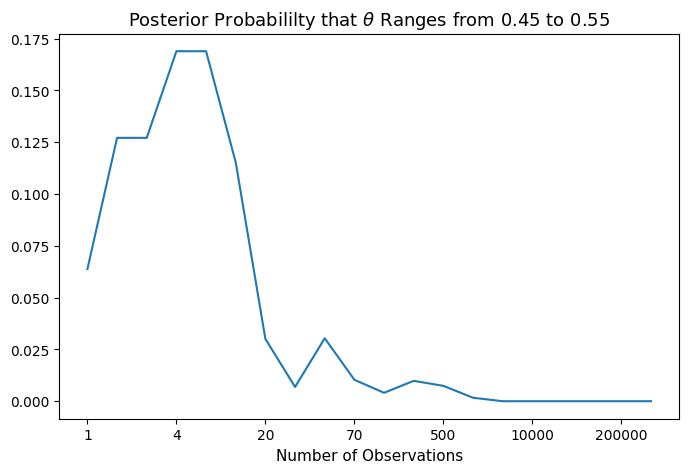 Posterior Probabililty that θ Ranges from 0.45 to 0.55
0.175
0.150
0.125
0.100
0.075
0.050
0.025
0.000
1 4 20 70 500 10000 200000
Number of Observations